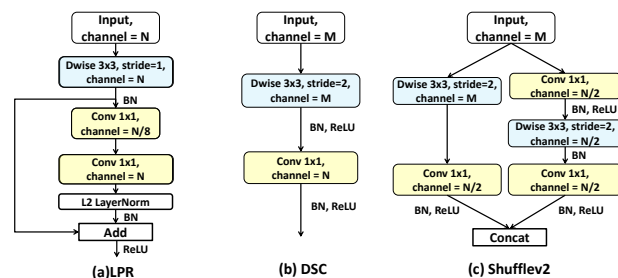 Input,
channel = N
Dwise 3x3, stride=1,
channel = N
BN
Conv 1x1,
channel = N/8
Conv 1x1,
channel = N
L2 LayerNorm
BN
Add
ReLU
(a)LPR
Input,
channel = M
Dwise 3x3, stride=2,
channel = M
BN, ReLU
Conv 1x1,
channel = N
BN, ReLU
(b) DSC
Input,
channel = M
Dwise 3x3, stride=2,
channel = M
Conv 1x1,
channel = N/2
BN, ReLU
Conv 1x1,
channel = N/2
BN, ReLU
Dwise 3x3, stride=2,
channel = N/2
BN
Conv 1x1,
channel = N/2
BN, ReLU
Concat
(c) Shufflev2